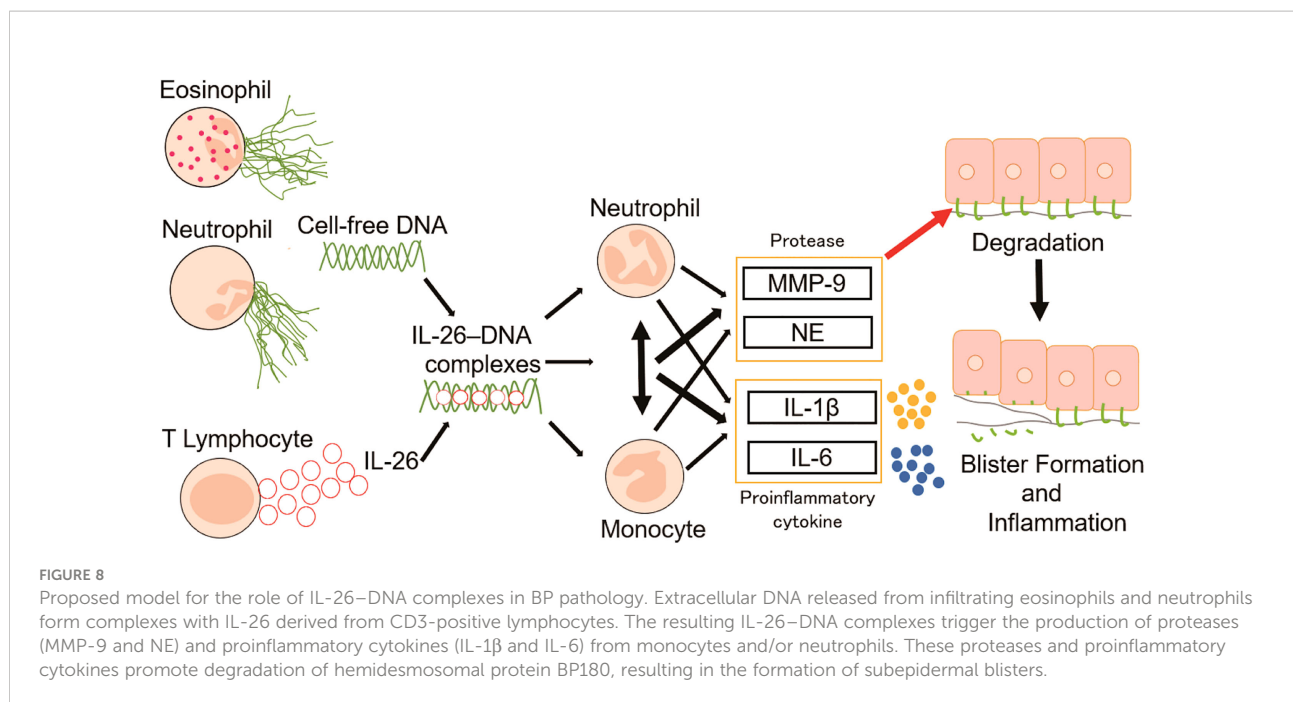 Eosinophil
Neutrophil
Cell-free DNA
T Lymphocyte
IL-26
IL-26–DNA
complexes
Neutrophil
Monocyte
Protease
MMP-9
NE
IL-1β
IL-6
Proinflammatory
cytokine
Degradation
Blister Formation
and
Inflammation
FIGURE 8
Proposed model for the role of IL-26–DNA complexes in BP pathology. Extracellular DNA released from infiltrating eosinophils and neutrophils
form complexes with IL-26 derived from CD3-positive lymphocytes. The resulting IL-26–DNA complexes trigger the production of proteases
(MMP-9 and NE) and proinflammatory cytokines (IL-1β and IL-6) from monocytes and/or neutrophils. These proteases and proinflammatory
cytokines promote degradation of hemidesmosomal protein BP180, resulting in the formation of subepidermal blisters.